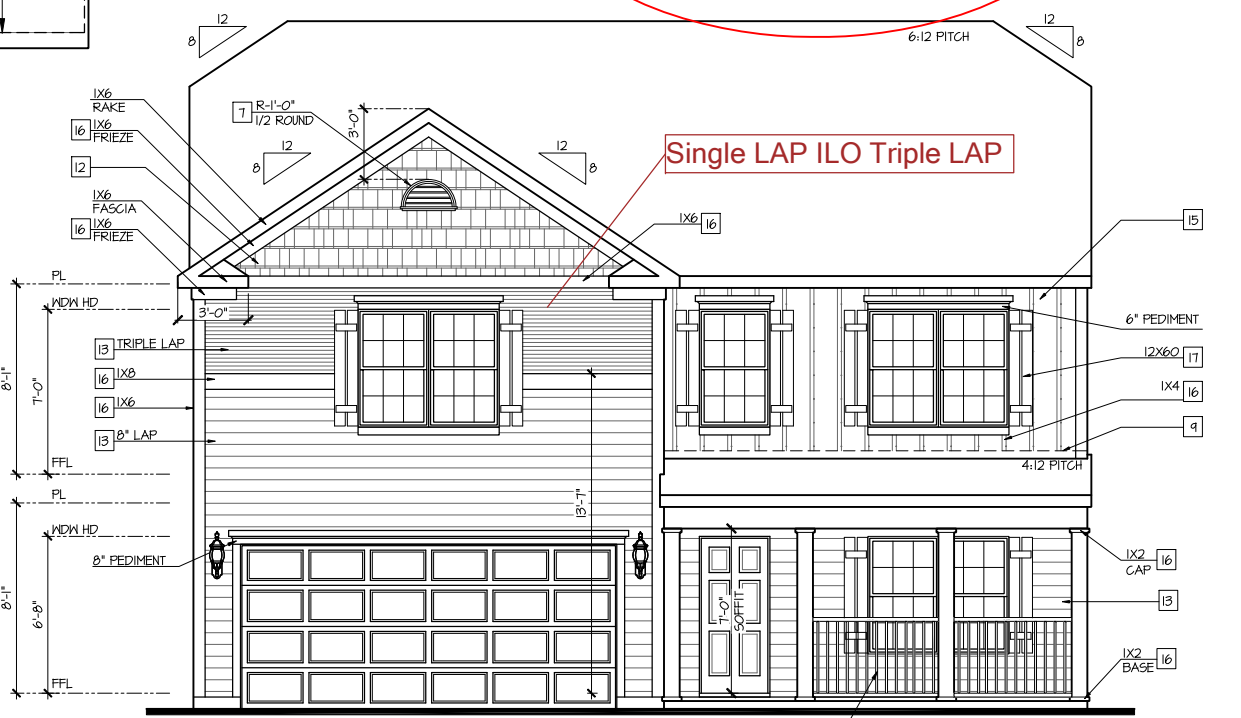 12
8
12
8
6:12 PITCH
1X6
RAKE
16 1X6
FRIEZE
12
1X6
FASCIA
16 1X6
FRIEZE
7 R-1'-0"
1/2 ROUND
3'-0"
12
8
12
8
Single LAP ILO Triple LAP
1X6 16
15
PL
WDW HD
3'-0"
6" PEDIMENT
13 TRIPLE LAP
12X60 17
16 1X8
1X4 16
16 1X6
9
13 8" LAP
8'-1"
7'-0"
FFL
4:12 PITCH
PL
13'-7"
WDW HD
8" PEDIMENT
1X2 16
CAP
13
8'-1"
6'-8"
7'-0"
SOFFIT
1X2 16
BASE
FFL